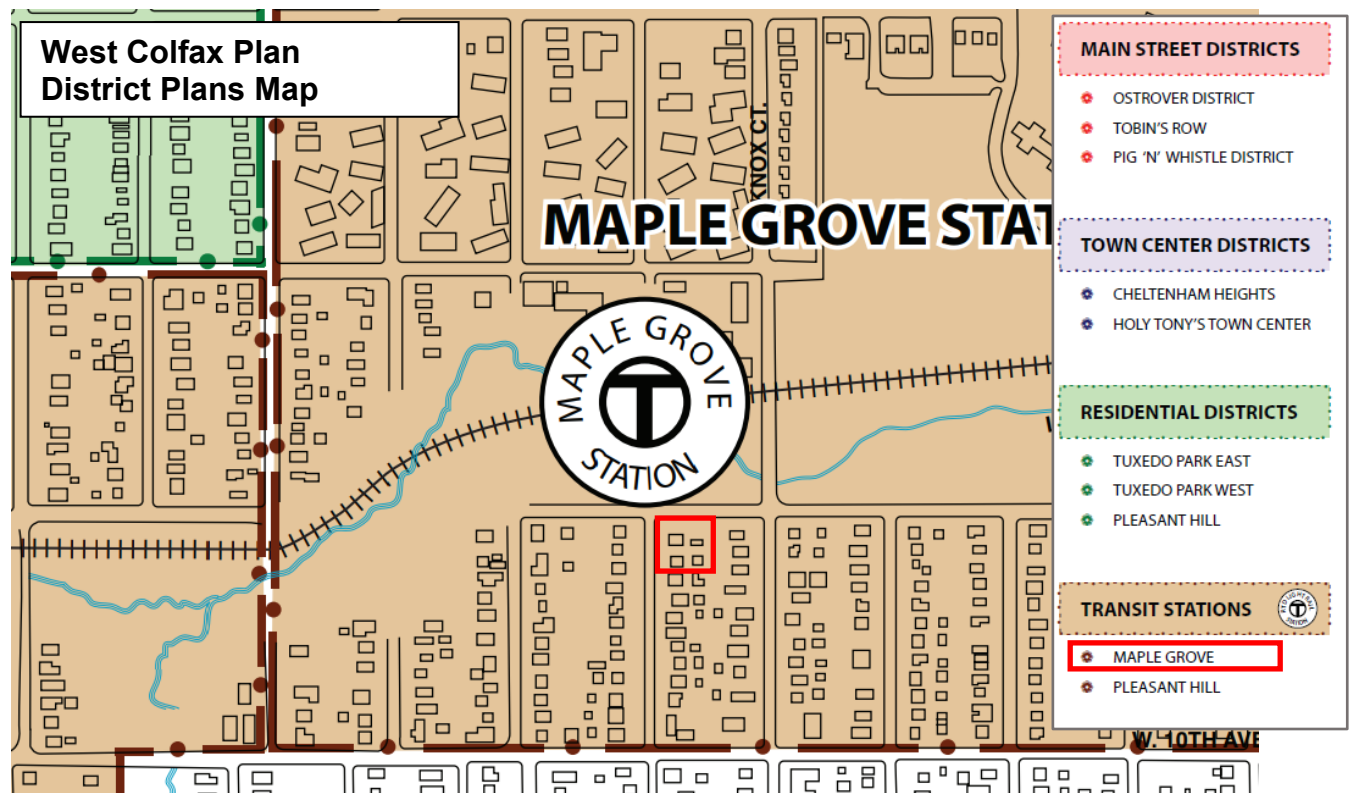 West Colfax Plan
District Plans Map
KNOX CT.
MAPLE GROVE STAT
MAPLE GROVE
T
STATION
W. 10TH AVE
MAIN STREET DISTRICTS
OSTROVER DISTRICT
TOBIN'S ROW
PIG 'N' WHISTLE DISTRICT
TOWN CENTER DISTRICTS
CHELTENHAM HEIGHTS
HOLY TONY'S TOWN CENTER
RESIDENTIAL DISTRICTS
TUXEDO PARK EAST
TUXEDO PARK WEST
PLEASANT HILL
TRANSIT STATIONS
T
STATION
MAPLE GROVE
PLEASANT HILL